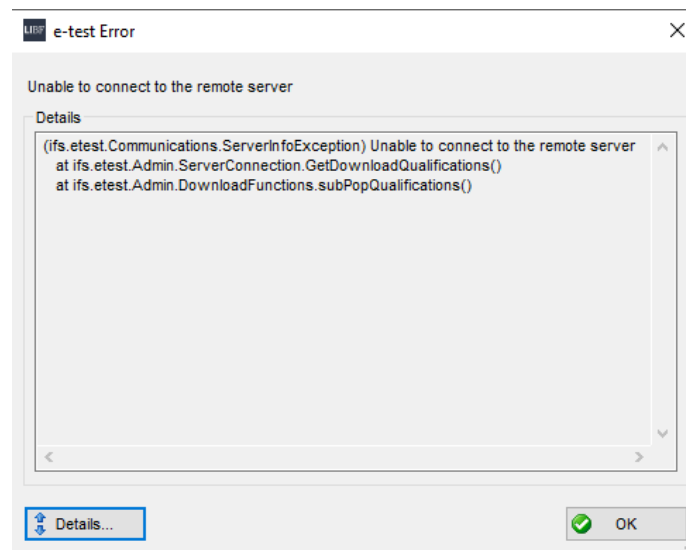 LIBF e-test Error
Unable to connect to the remote server
Details
(ifs.etest.Communications.ServerInfoException) Unable to connect to the remote server
at ifs.etest.Admin.ServerConnection.GetDownloadQualifications()
at ifs.etest.Admin.DownloadFunctions.subPopQualifications()
Details... OK